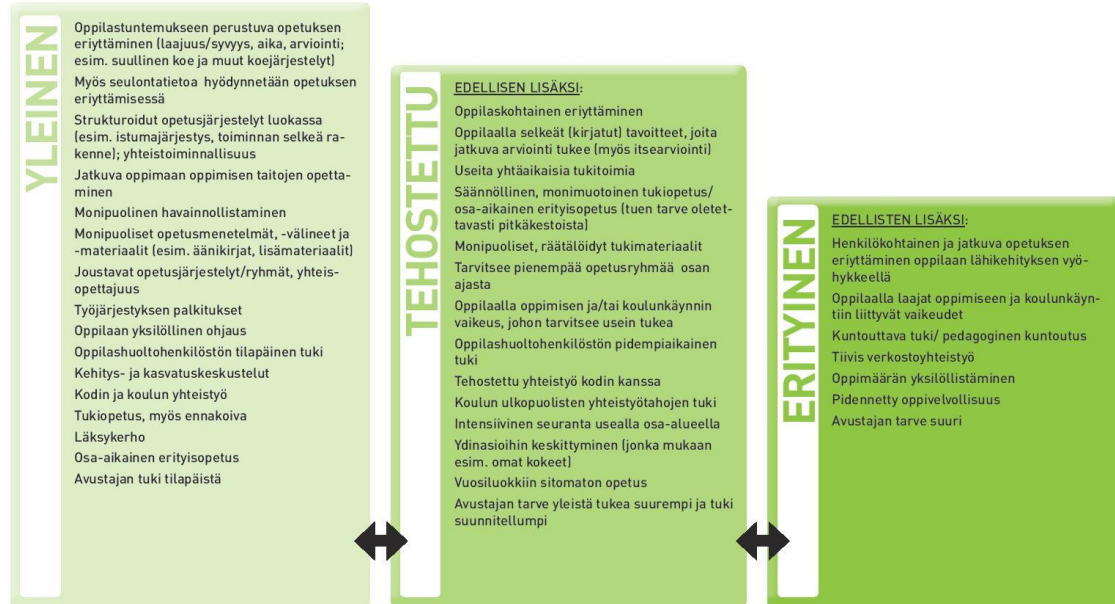 YLEINEN
Oppilastuntemukseen perustuva opetuksen
eriyttäminen (laajuus/syvyys, aika, arviointi;
esim. suullinen koe ja muut koejärjestelyt)
Myös seulontatietoa hyödynnetään opetuksen
eriyttämisessä
Strukturoidut opetusjärjestelyt luokassa
(esim. istumajärjestys, toiminnan selkeä ra-
kenne); yhteistoiminnallisuus
Jatkuva oppimaan oppimisen taitojen opetta-
minen
Monipuolinen havainnollistaminen
Monipuoliset opetusmenetelmät, -välineet ja
-materiaalit (esim. äänikirjat, lisämateriaalit)
Joustavat opetusjärjestelyt/ryhmät, yhteis-
opettajuus
Työjärjestyksen palkitukset
Oppilaan yksilöllinen ohjaus
Oppilashuoltohenkilöstön tilapäinen tuki
Kehitys- ja kasvatuskeskustelut
Kodin ja koulun yhteistyö
Tukiopetus, myös ennakoiva
Läksykerho
Osa-aikainen erityisopetus
Avustajan tuki tilapäistä
TEHOSTETTU
EDELLISEN LISÄKSI:
Oppilaskohtainen eriyttäminen
Oppilaalla selkeät (kirjatut) tavoitteet, joita
jatkuva arviointi tukee (myös itsearviointi)
Useita yhtäaikaisia tukitoimia
Säännöllinen, monimuotoinen tukiopetus/
osa-aikainen erityisopetus (tuen tarve oletet-
tavasti pitkäkestoista)
Monipuoliset, räätälöidyt tukimateriaalit
Tarvitsee pienempää opetusryhmää osan
ajasta
Oppilaalla oppimisen ja/tai koulunkäynnin
vaikeus, johon tarvitsee usein tukea
Oppilashuoltohenkilöstön pidempiaikainen
tuki
Tehostettu yhteistyö kodin kanssa
Koulun ulkopuolisten yhteistyötahojen tuki
Intensiivinen seuranta usealla osa-alueella
Ydinasioihin keskittyminen (jonka mukaan
esim. omat kokeet)
Vuosiluokkiin sitomaton opetus
Avustajan tarve yleistä tukea suurempi ja tuki
suunnitellumpi
ERITYINEN
EDELLISTEN LISÄKSI:
Henkilökohtainen ja jatkuva opetuksen
eriyttäminen oppilaan lähikehityksen vyö-
hykkeellä
Oppilaalla laajat oppimiseen ja koulunkäyn-
tiin liittyvät vaikeudet
Kuntouttava tuki/ pedagoginen kuntoutus
Tiivis verkostoyhteistyö
Oppimäärän yksilöllistäminen
Pidennetty oppivelvollisuus
Avustajan tarve suuri